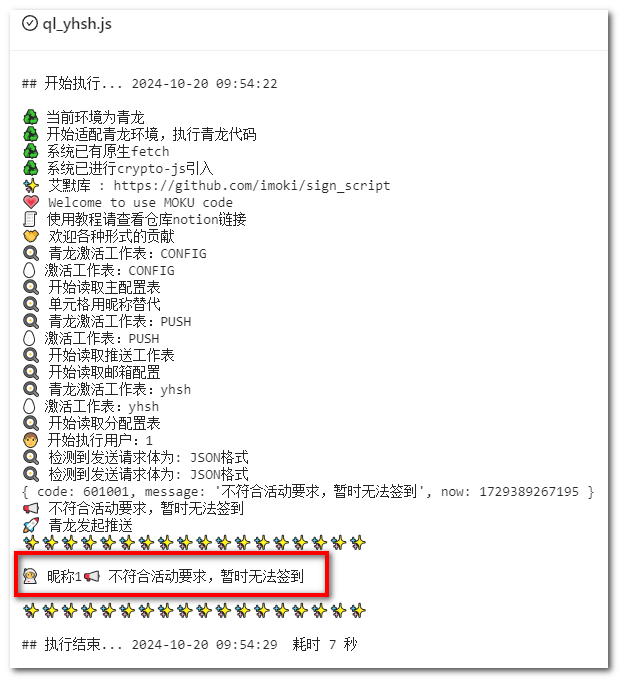 ql_yhsh.js
## 开始执行... 2024-10-20 09:54:22
当前环境为青龙
开始适配青龙环境，执行青龙代码
系统已有原生fetch
系统已进行crypto-js引入
✨ 艾默库 : https://github.com/imoki/sign_script
💗 Welcome to use MOKU code
🧾 使用教程请查看仓库notion链接
🤝 欢迎各种形式的贡献
🍳 青龙激活工作表：CONFIG
🥚 激活工作表：CONFIG
🍳 开始读取主配置表
🍳 单元格用昵称替代
🍳 青龙激活工作表：PUSH
🥚 激活工作表：PUSH
🍳 开始读取推送工作表
🍳 开始读取邮箱配置
🍳 青龙激活工作表：yhsh
🥚 激活工作表：yhsh
🍳 开始读取分配置表
🧑 开始执行用户：1
🍳 检测到发送请求体为: JSON格式
🍳 检测到发送请求体为: JSON格式
{ code: 601001, message: '不符合活动要求，暂时无法签到', now: 1729389267195 }
📢 不符合活动要求，暂时无法签到
🚀 青龙发起推送
✨✨✨✨✨✨✨✨✨✨✨✨✨✨✨✨✨✨
👨‍🚀 昵称1📢 不符合活动要求，暂时无法签到
✨✨✨✨✨✨✨✨✨✨✨✨✨✨✨✨✨✨
## 执行结束... 2024-10-20 09:54:29  耗时 7 秒